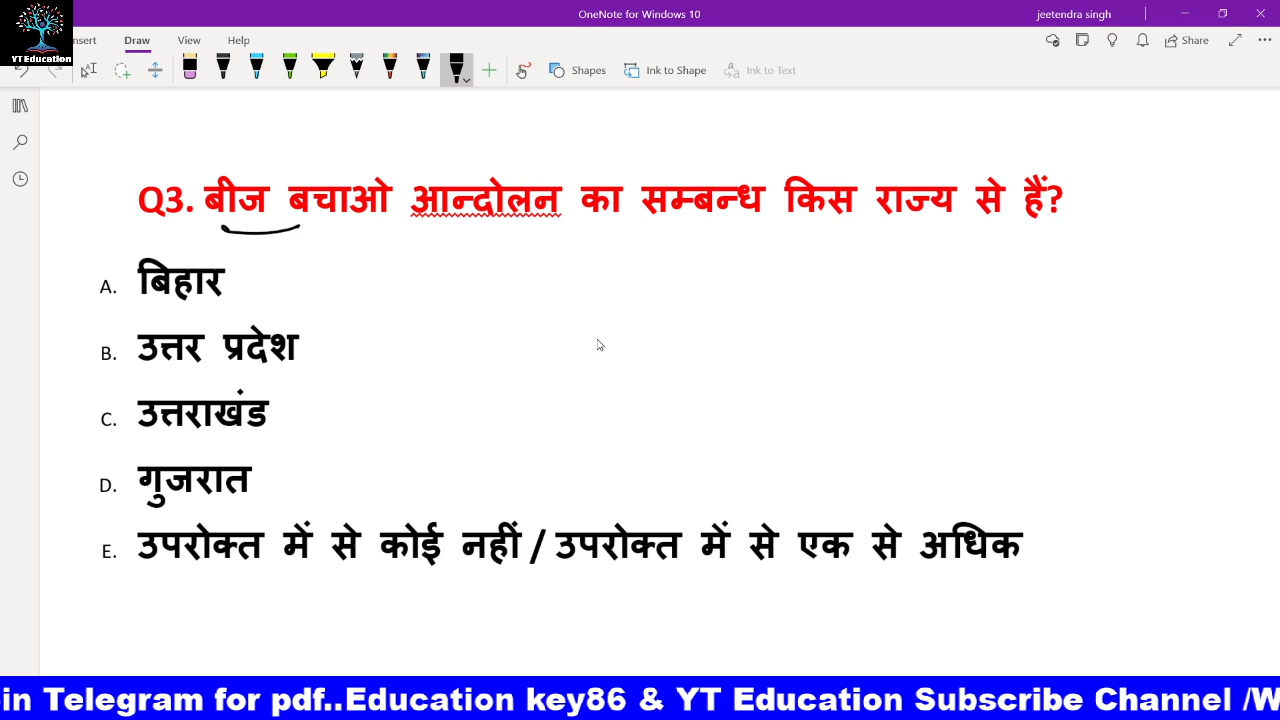 OneNote for Windows 10
jeetendra singh
YT Education
nsert Draw View Help
Share
Shapes Ink to Shape Ink to Text
Q3. बीज बचाओ आन्दोलन का सम्बन्ध किस राज्य से हैं?
A. बिहार
B. उत्तर प्रदेश
C. उत्तराखंड
D. गुजरात
E. उपरोक्त में से कोई नहीं / उपरोक्त में से एक से अधिक
in Telegram for pdf..Education key86 & YT Education Subscribe Channel /W